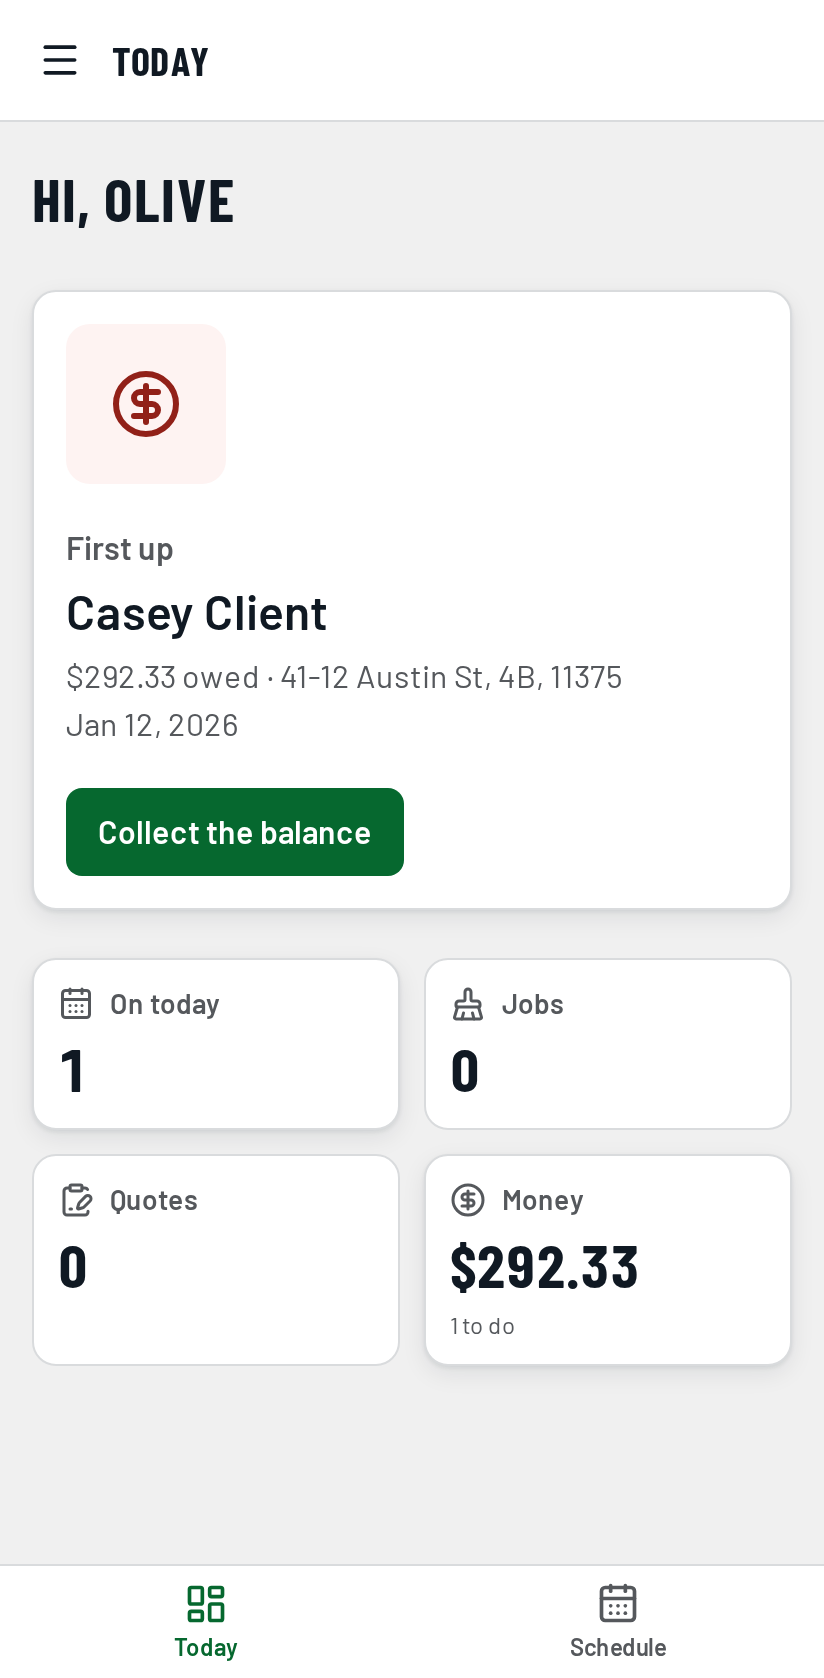 TODAY
HI, OLIVE
First up
Casey Client
$292.33 owed · 41-12 Austin St, 4B, 11375
Jan 12, 2026
Collect the balance
On today
1
Jobs
0
Quotes
0
Money
$292.33
1 to do
Today
Schedule